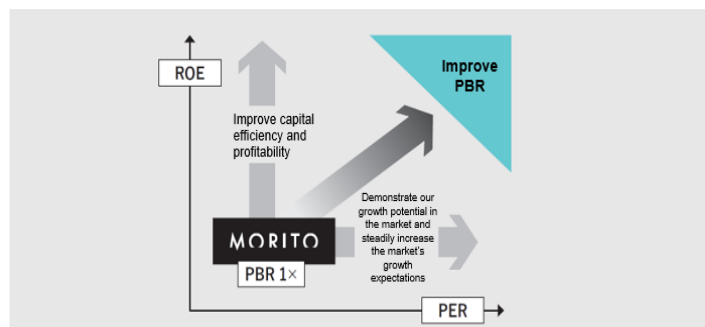 ROE
Improve
PBR
Improve capital
efficiency and
profitability
Demonstrate our
growth potential in
the market and
steadily increase
the market's
growth
expectations
MORITO
PBR 1×
PER